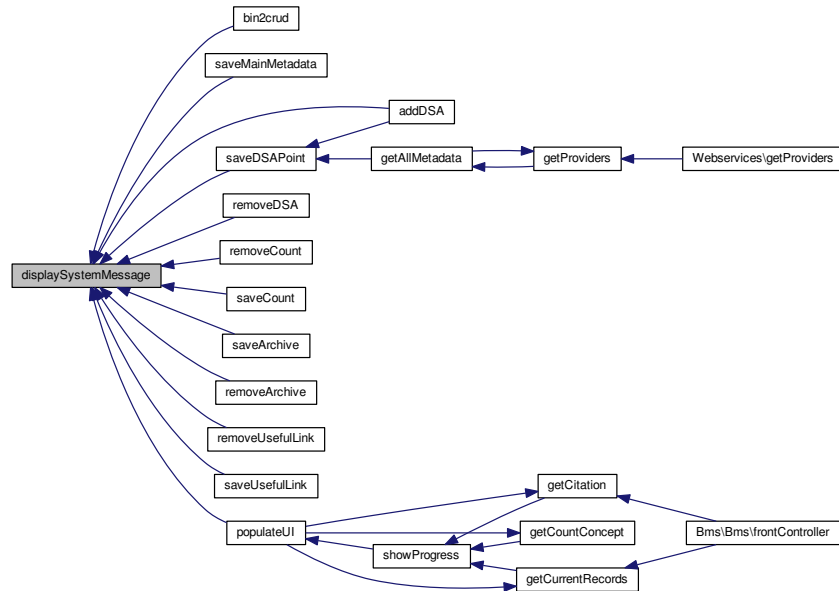 bin2crud
saveMainMetadata
addDSA
saveDSAPoint
getAllMetadata
getProviders
Webservices\getProviders
removeDSA
removeCount
displaySystemMessage
saveCount
saveArchive
removeArchive
removeUsefulLink
saveUsefulLink
getCitation
populateUI
getCountConcept
Bms\Bms\frontController
showProgress
getCurrentRecords